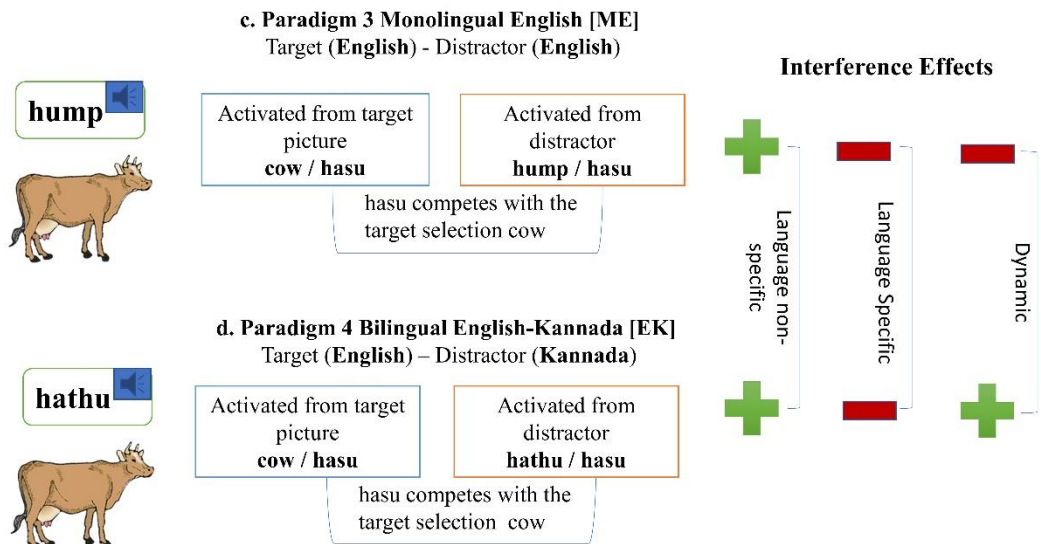 c. Paradigm 3 Monolingual English [ME]
Target (English) - Distractor (English)
Interference Effects
hump
Activated from target
picture
cow / hasu
Activated from
distractor
hump / hasu
hasu competes with the
target selection cow
Language non-
specific
Language Specific
Dynamic
d. Paradigm 4 Bilingual English-Kannada [EK]
Target (English) – Distractor (Kannada)
hathu
Activated from target
picture
cow / hasu
Activated from
distractor
hathu / hasu
hasu competes with the
target selection cow